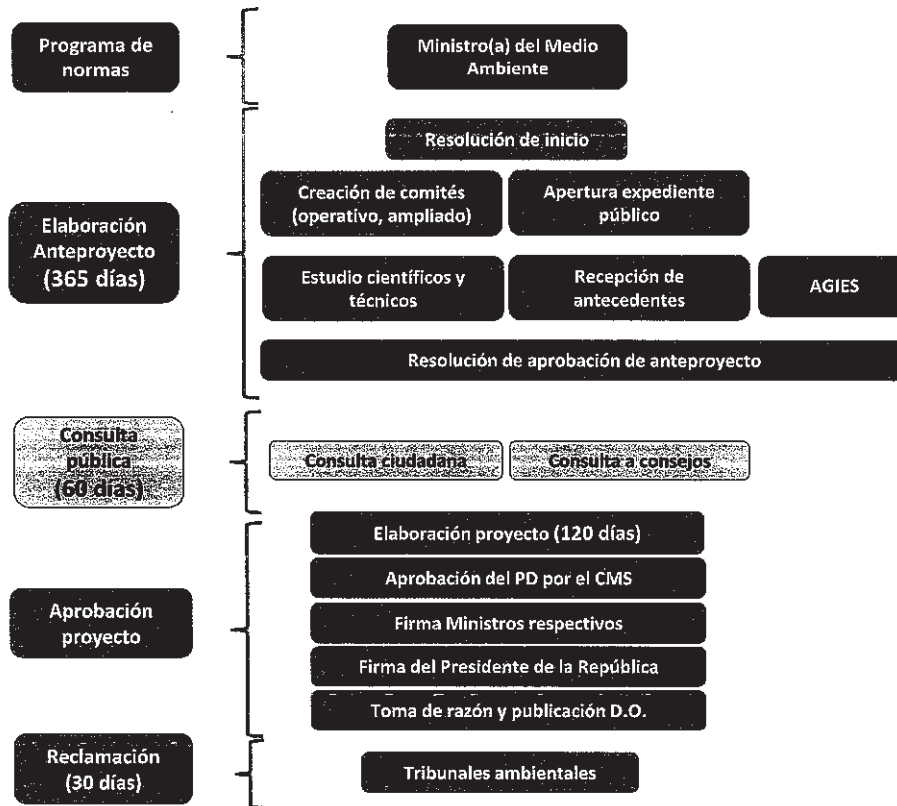 Programa de
normas
Ministro(a) del Medio
Ambiente
Resolución de inicio
Creación de comités
(operativo, ampliado)
Apertura expediente
público
Elaboración
Anteproyecto
(365 días)
Estudio científicos y
técnicos
Recepción de
antecedentes
AGIES
Resolución de aprobación de anteproyecto
Consulta
pública
(60 días)
Consulta ciudadana
Consulta a consejos
Elaboración proyecto (120 días)
Aprobación del PD por el CMS
Aprobación
proyecto
Firma Ministros respectivos
Firma del Presidente de la República
Toma de razón y publicación D.O.
Reclamación
(30 días)
Tribunales ambientales